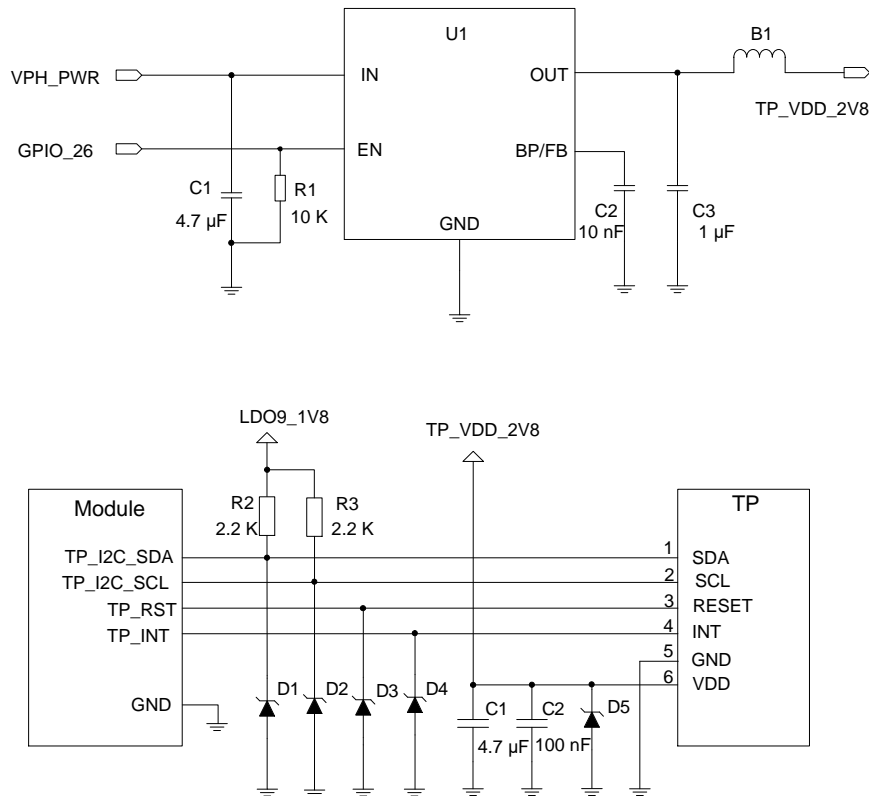 U1
B1
VPH_PWR
IN
OUT
TP_VDD_2V8
GPIO_26
EN
BP/FB
C1
4.7 µF
R1
10 K
GND
C2
10 nF
C3
1 µF
LDO9_1V8
TP_VDD_2V8
Module
R2
2.2 K
R3
2.2 K
TP
TP_I2C_SDA
1
SDA
TP_I2C_SCL
2
SCL
TP_RST
3
RESET
TP_INT
4
INT
5
GND
6
VDD
GND
D1
D2
D3
D4
C1
4.7 µF
C2
100 nF
D5